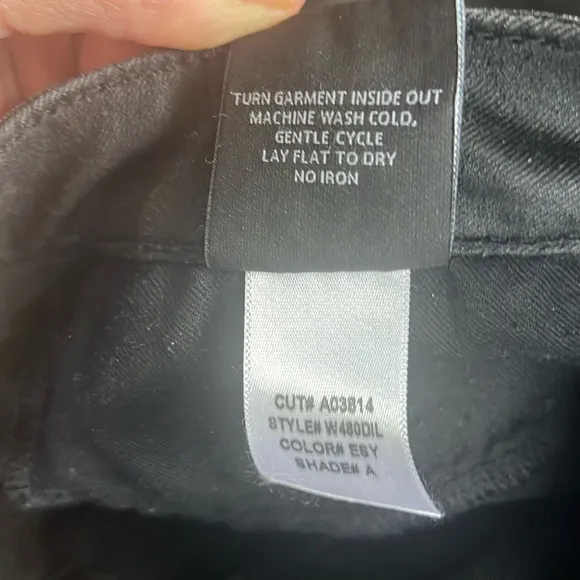 TURN GARMENT INSIDE OUT
MACHINE WASH COLD,
GENTLE CYCLE
LAY FLAT TO DRY
NO IRON
CUT# A03814
STYLE# W480DIL
COLOR# ESY
SHADE# A